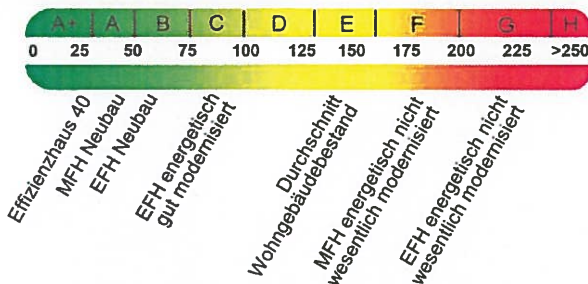 A+ A B C D E F G H
0 25 50 75 100 125 150 175 200 225 >250
Effizienzhaus 40
MFH Neubau
EFH Neubau
EFH energetisch
gut modernisiert
Durchschnitt
Wohngebäudebestand
MFH energetisch nicht
wesentlich modernisiert
EFH energetisch nicht
wesentlich modernisiert